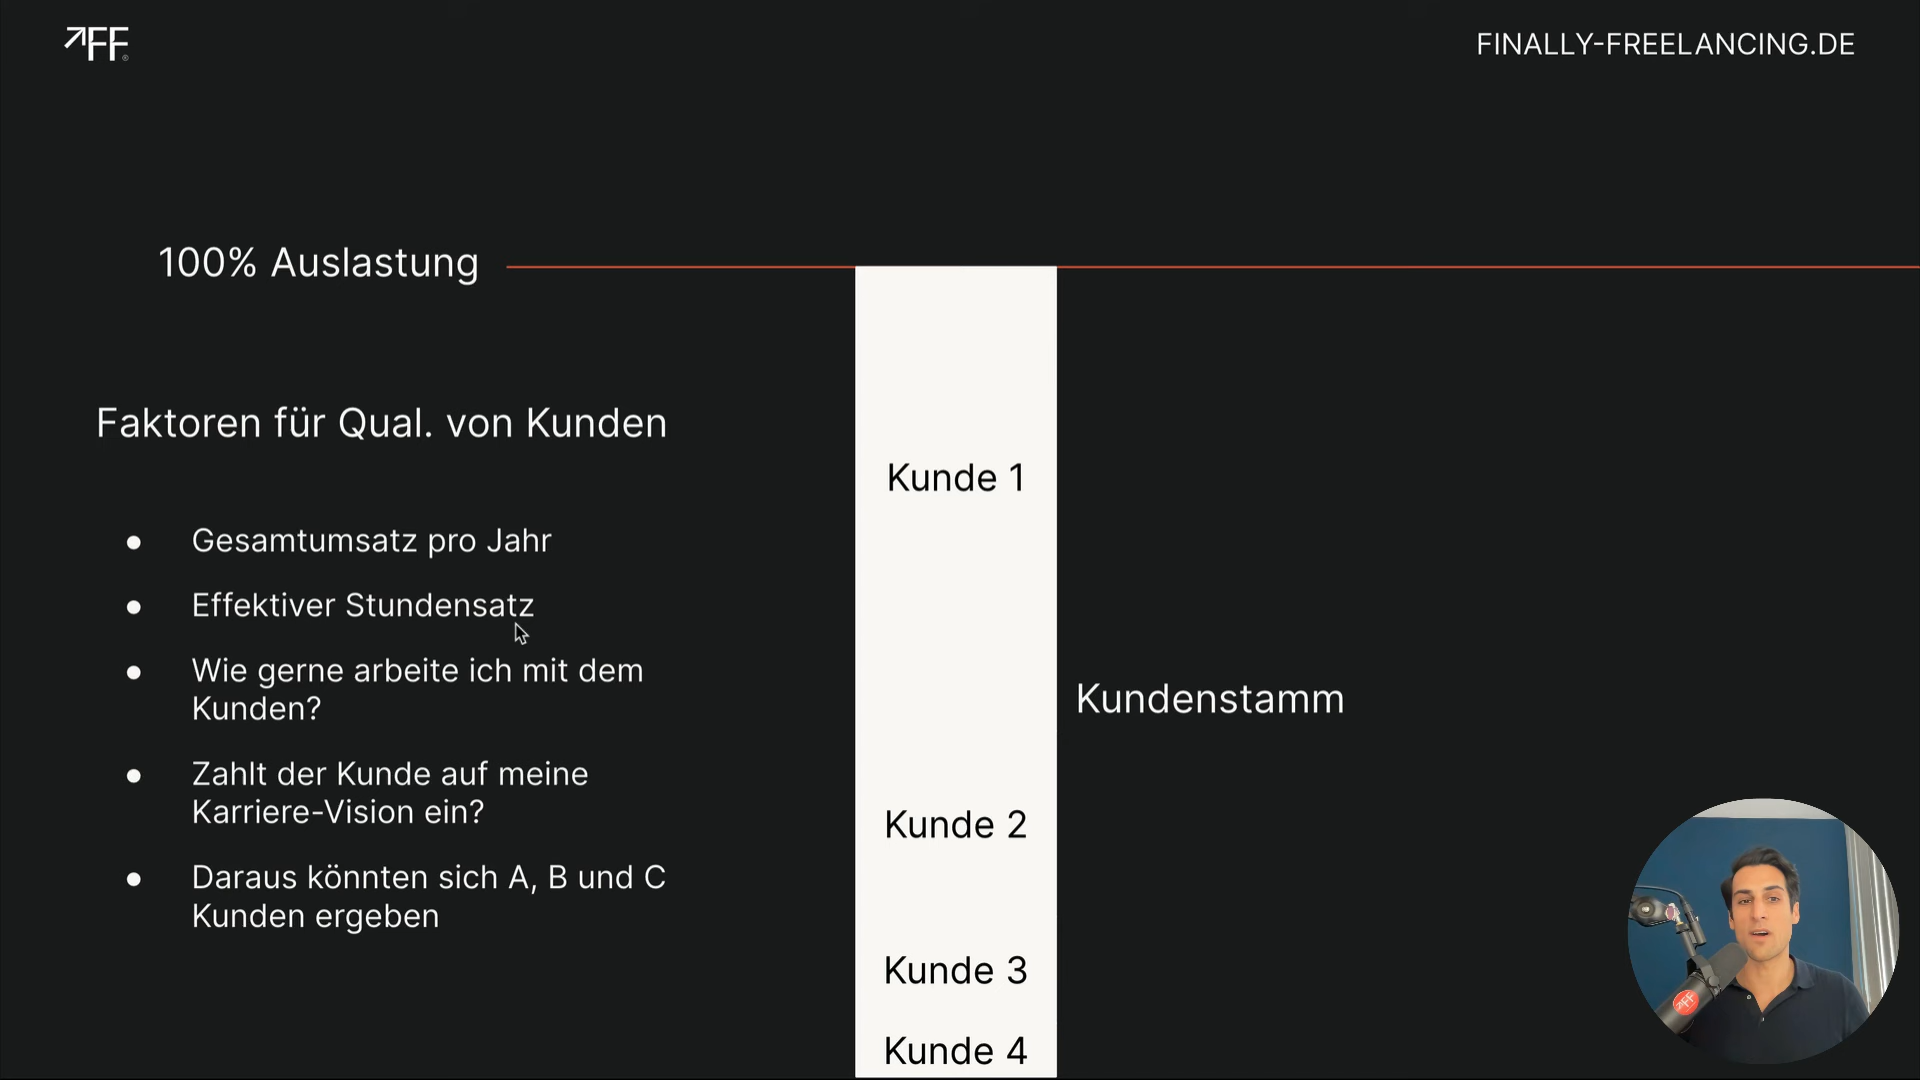 FF
FINALLY-FREELANCING.DE
100% Auslastung
Faktoren für Qual. von Kunden
● Gesamtumsatz pro Jahr
● Effektiver Stundensatz
● Wie gerne arbeite ich mit dem
Kunden?
● Zahlt der Kunde auf meine
Karriere-Vision ein?
● Daraus könnten sich A, B und C
Kunden ergeben
Kunde 1
Kunde 2
Kunde 3
Kunde 4
Kundenstamm
FF